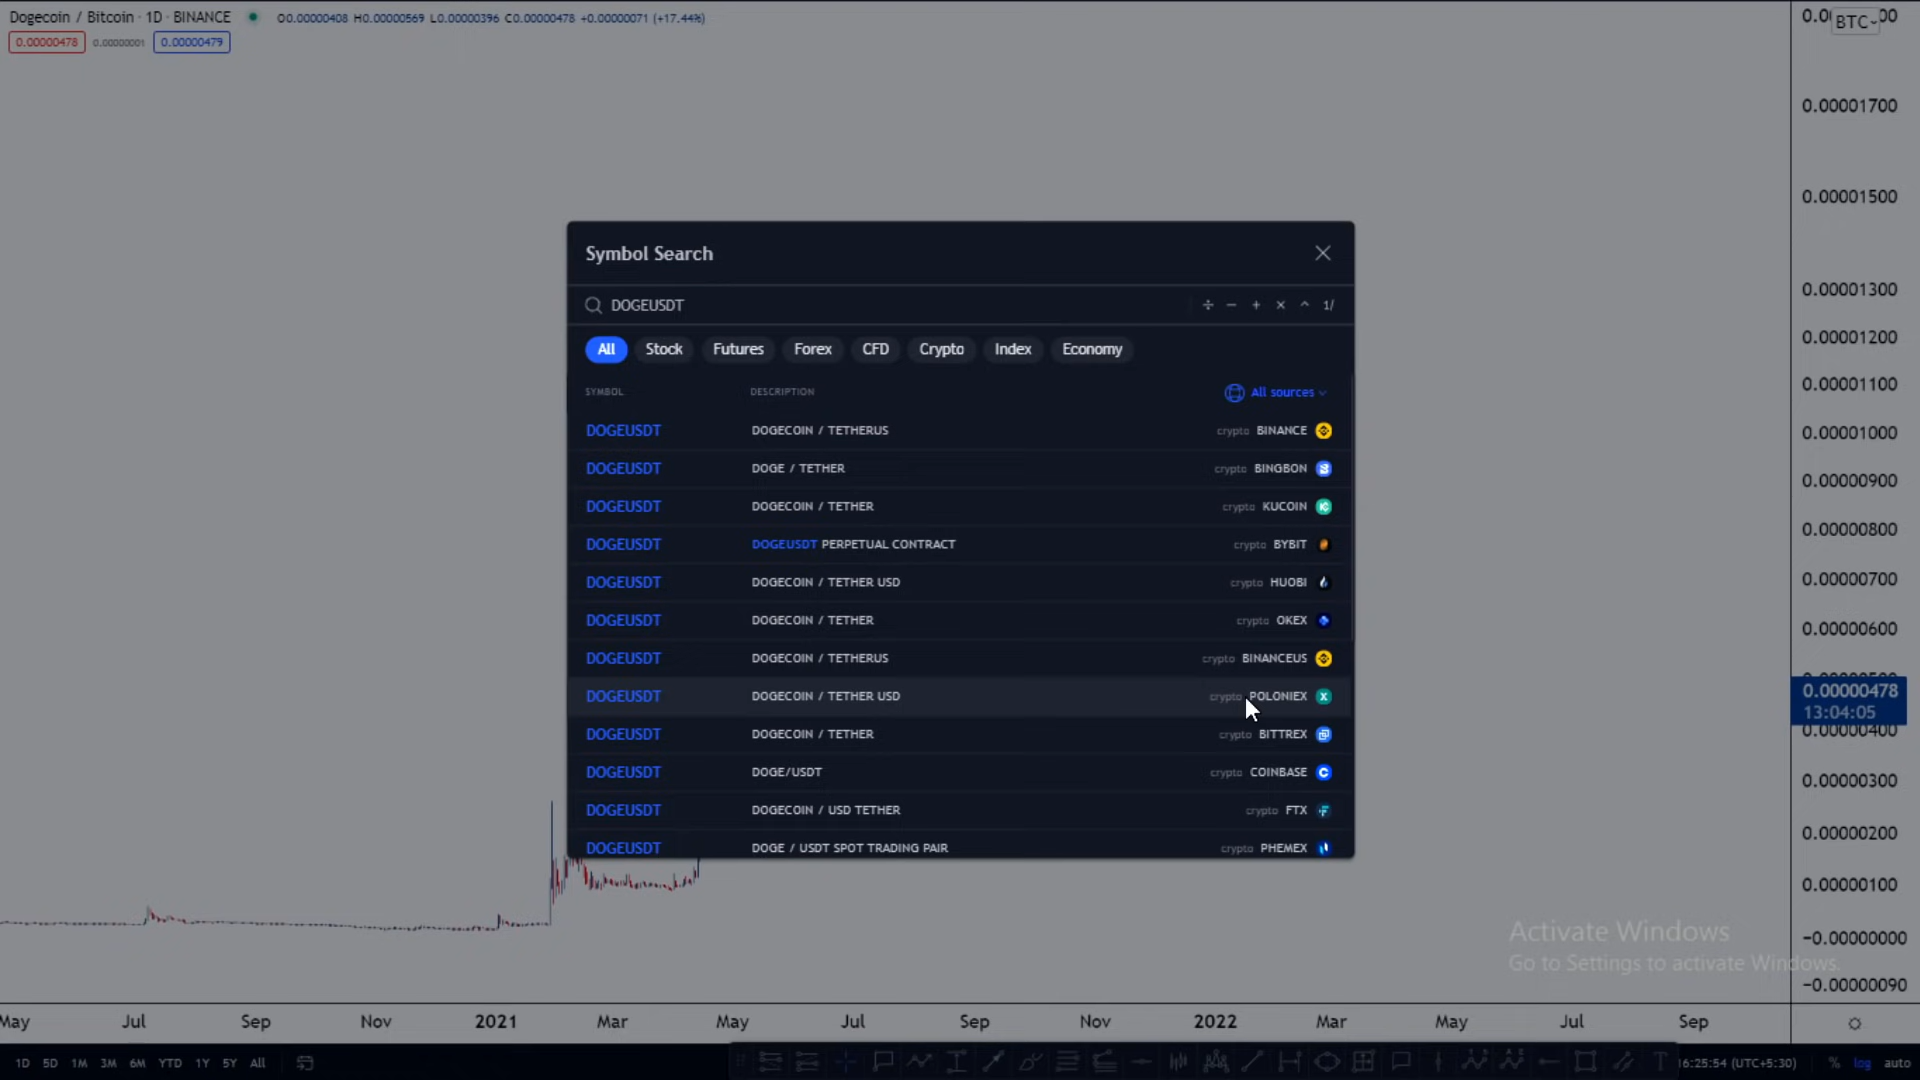 Dogecoin / Bitcoin · 1D · BINANCE O0.00000408 H0.00000569 L0.00000396 C0.00000478 +0.00000071 (+17.44%)
0.00000478 0.00000001 0.00000479
BTC
0.00001700
0.00001500
0.00001300
0.00001200
0.00001100
0.00001000
0.00000900
0.00000800
0.00000700
0.00000600
0.00000478
13:04:05
0.00000400
0.00000300
0.00000200
0.00000100
−0.00000000
−0.00000090
Symbol Search
DOGEUSDT ÷ − + × ^ 1/
All Stock Futures Forex CFD Crypto Index Economy
SYMBOL DESCRIPTION All sources
DOGEUSDT DOGECOIN / TETHERUS crypto BINANCE
DOGEUSDT DOGE / TETHER crypto BINGBON
DOGEUSDT DOGECOIN / TETHER crypto KUCOIN
DOGEUSDT DOGEUSDT PERPETUAL CONTRACT crypto BYBIT
DOGEUSDT DOGECOIN / TETHER USD crypto HUOBI
DOGEUSDT DOGECOIN / TETHER crypto OKEX
DOGEUSDT DOGECOIN / TETHERUS crypto BINANCEUS
DOGEUSDT DOGECOIN / TETHER USD crypto POLONIEX
DOGEUSDT DOGECOIN / TETHER crypto BITTREX
DOGEUSDT DOGE/USDT crypto COINBASE
DOGEUSDT DOGECOIN / USD TETHER crypto FTX
DOGEUSDT DOGE / USDT SPOT TRADING PAIR crypto PHEMEX
Activate Windows
Go to Settings to activate Windows.
May Jul Sep Nov 2021 Mar May Jul Sep Nov 2022 Mar May Jul Sep
1D 5D 1M 3M 6M YTD 1Y 5Y All 16:25:54 (UTC+5:30) % log auto